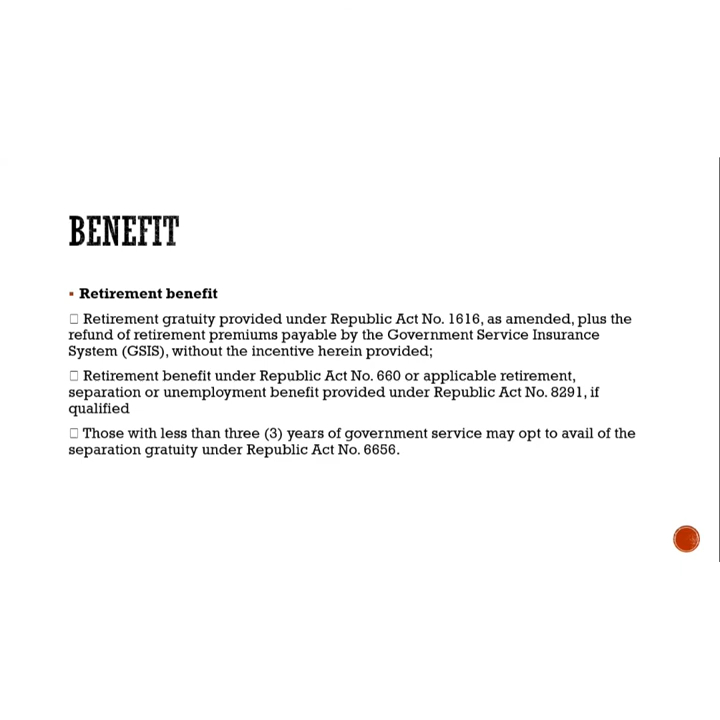 BENEFIT
▪ Retirement benefit
□ Retirement gratuity provided under Republic Act No. 1616, as amended, plus the
refund of retirement premiums payable by the Government Service Insurance
System (GSIS), without the incentive herein provided;
□ Retirement benefit under Republic Act No. 660 or applicable retirement,
separation or unemployment benefit provided under Republic Act No. 8291, if
qualified
□ Those with less than three (3) years of government service may opt to avail of the
separation gratuity under Republic Act No. 6656.